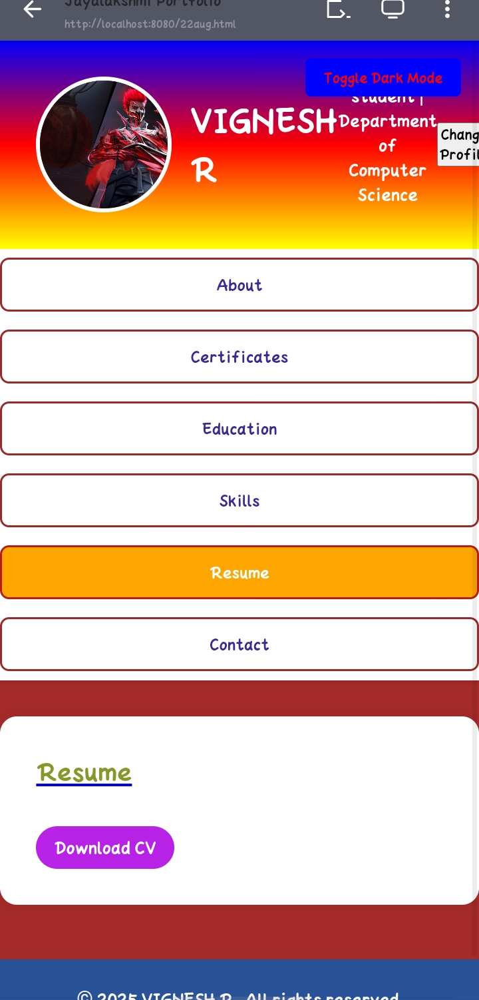 Jayalakshmi Portfolio
http://localhost:8080/22aug.html
Toggle Dark Mode
VIGNESH
R
Student |
Department
of
Computer
Science
Chang
Profil
About
Certificates
Education
Skills
Resume
Contact
Resume
Download CV
© 2025 VIGNESH R. All rights reserved